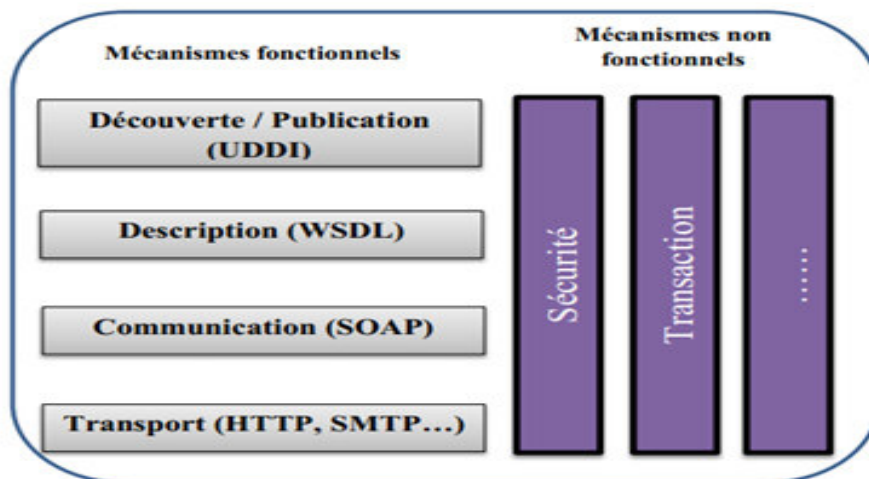 Mécanismes fonctionnels
Mécanismes non
fonctionnels
Découverte / Publication
(UDDI)
Description (WSDL)
Communication (SOAP)
Transport (HTTP, SMTP...)
Sécurité
Transaction
......